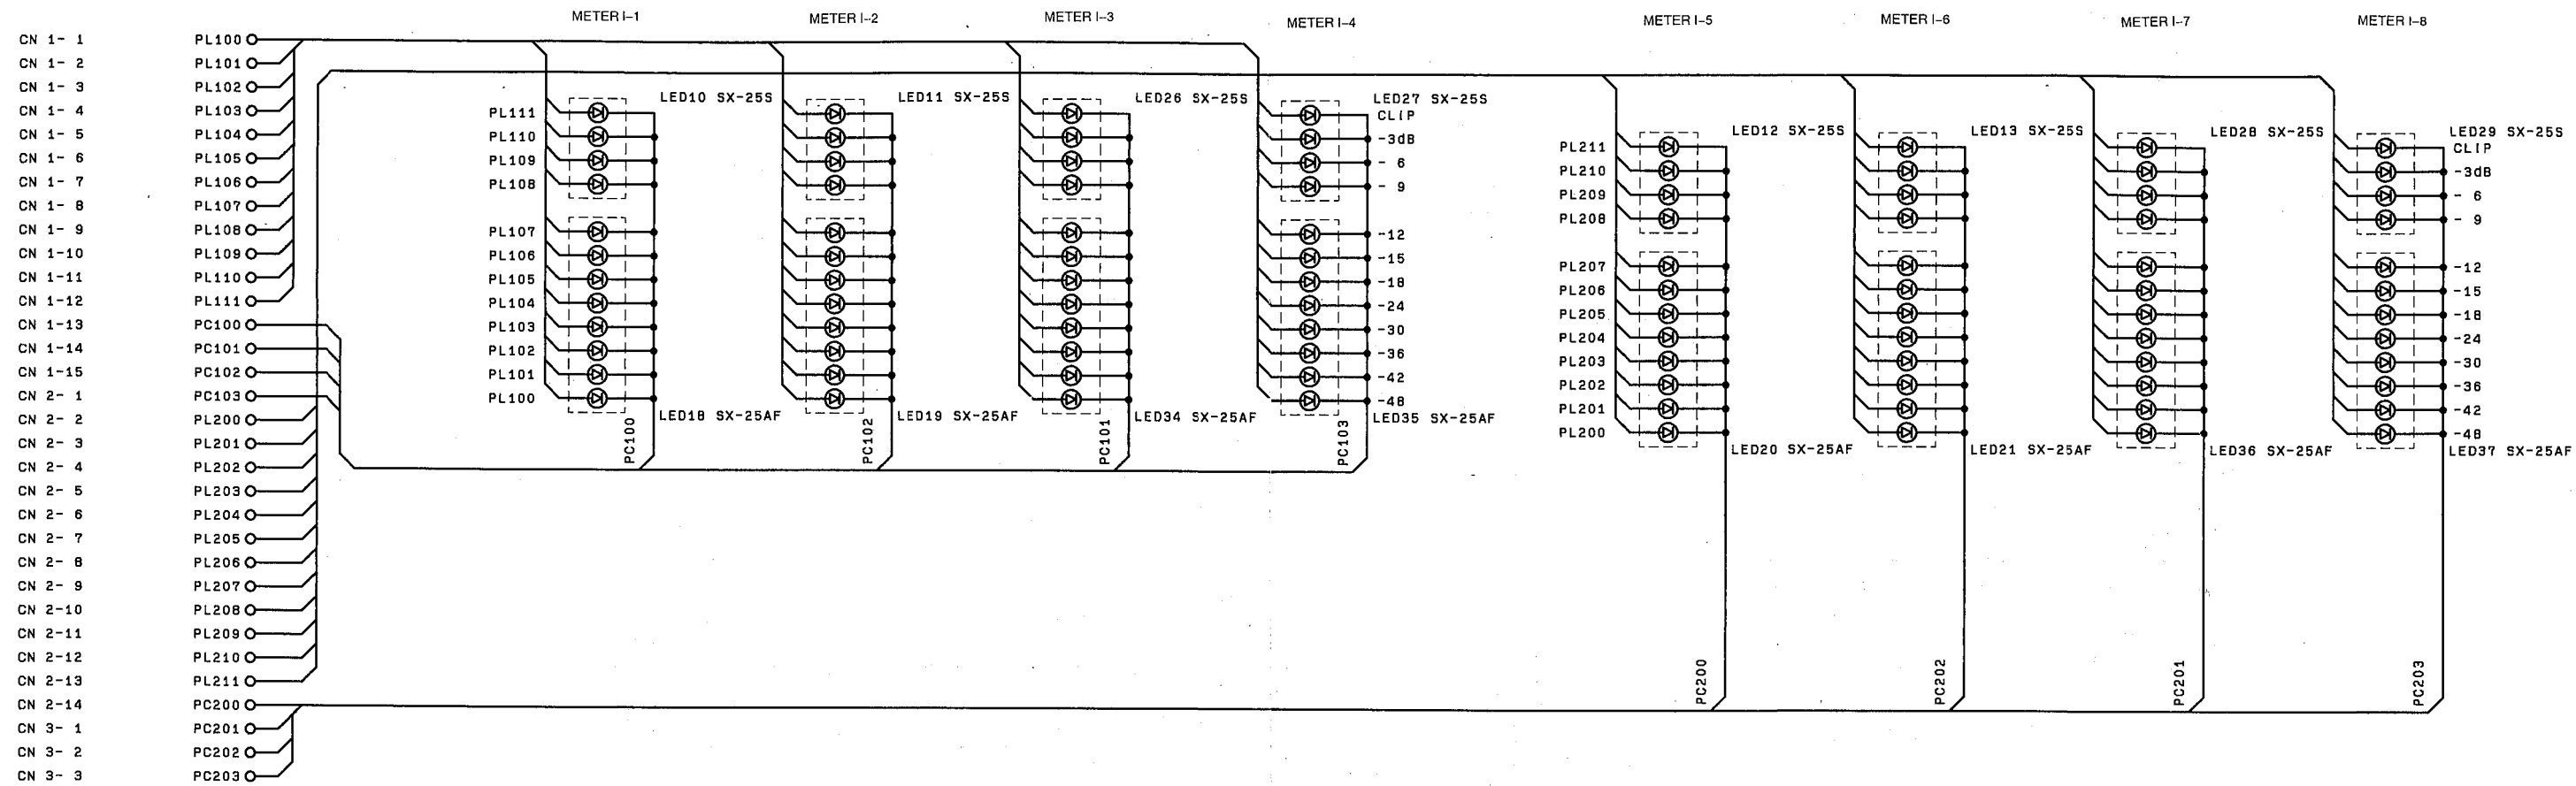 METER I-1 METER I-2 METER I-3 METER I-4 METER I-5 METER I-6 METER I-7 METER I-8
CN 1- 1 PL100
CN 1- 2 PL101
CN 1- 3 PL102
CN 1- 4 PL103
CN 1- 5 PL104
CN 1- 6 PL105
CN 1- 7 PL106
CN 1- 8 PL107
CN 1- 9 PL108
CN 1-10 PL109
CN 1-11 PL110
CN 1-12 PL111
CN 1-13 PC100
CN 1-14 PC101
CN 1-15 PC102
CN 2- 1 PC103
CN 2- 2 PL200
CN 2- 3 PL201
CN 2- 4 PL202
CN 2- 5 PL203
CN 2- 6 PL204
CN 2- 7 PL205
CN 2- 8 PL206
CN 2- 9 PL207
CN 2-10 PL208
CN 2-11 PL209
CN 2-12 PL210
CN 2-13 PL211
CN 2-14 PC200
CN 3- 1 PC201
CN 3- 2 PC202
CN 3- 3 PC203
LED10 SX-25S LED11 SX-25S LED26 SX-25S LED27 SX-25S
PL111 CLIP
PL110 -3dB
PL109 - 6
PL108 - 9
PL107 -12
PL106 -15
PL105 -18
PL104 -24
PL103 -30
PL102 -36
PL101 -42
PL100 -48
LED18 SX-25AF LED19 SX-25AF LED34 SX-25AF LED35 SX-25AF
PC100 PC102 PC101 PC103
LED12 SX-25S LED13 SX-25S LED28 SX-25S LED29 SX-25S
PL211 CLIP
PL210 -3dB
PL209 - 6
PL208 - 9
PL207 -12
PL206 -15
PL205 -18
PL204 -24
PL203 -30
PL202 -36
PL201 -42
PL200 -48
LED20 SX-25AF LED21 SX-25AF LED36 SX-25AF LED37 SX-25AF
PC200 PC202 PC201 PC203